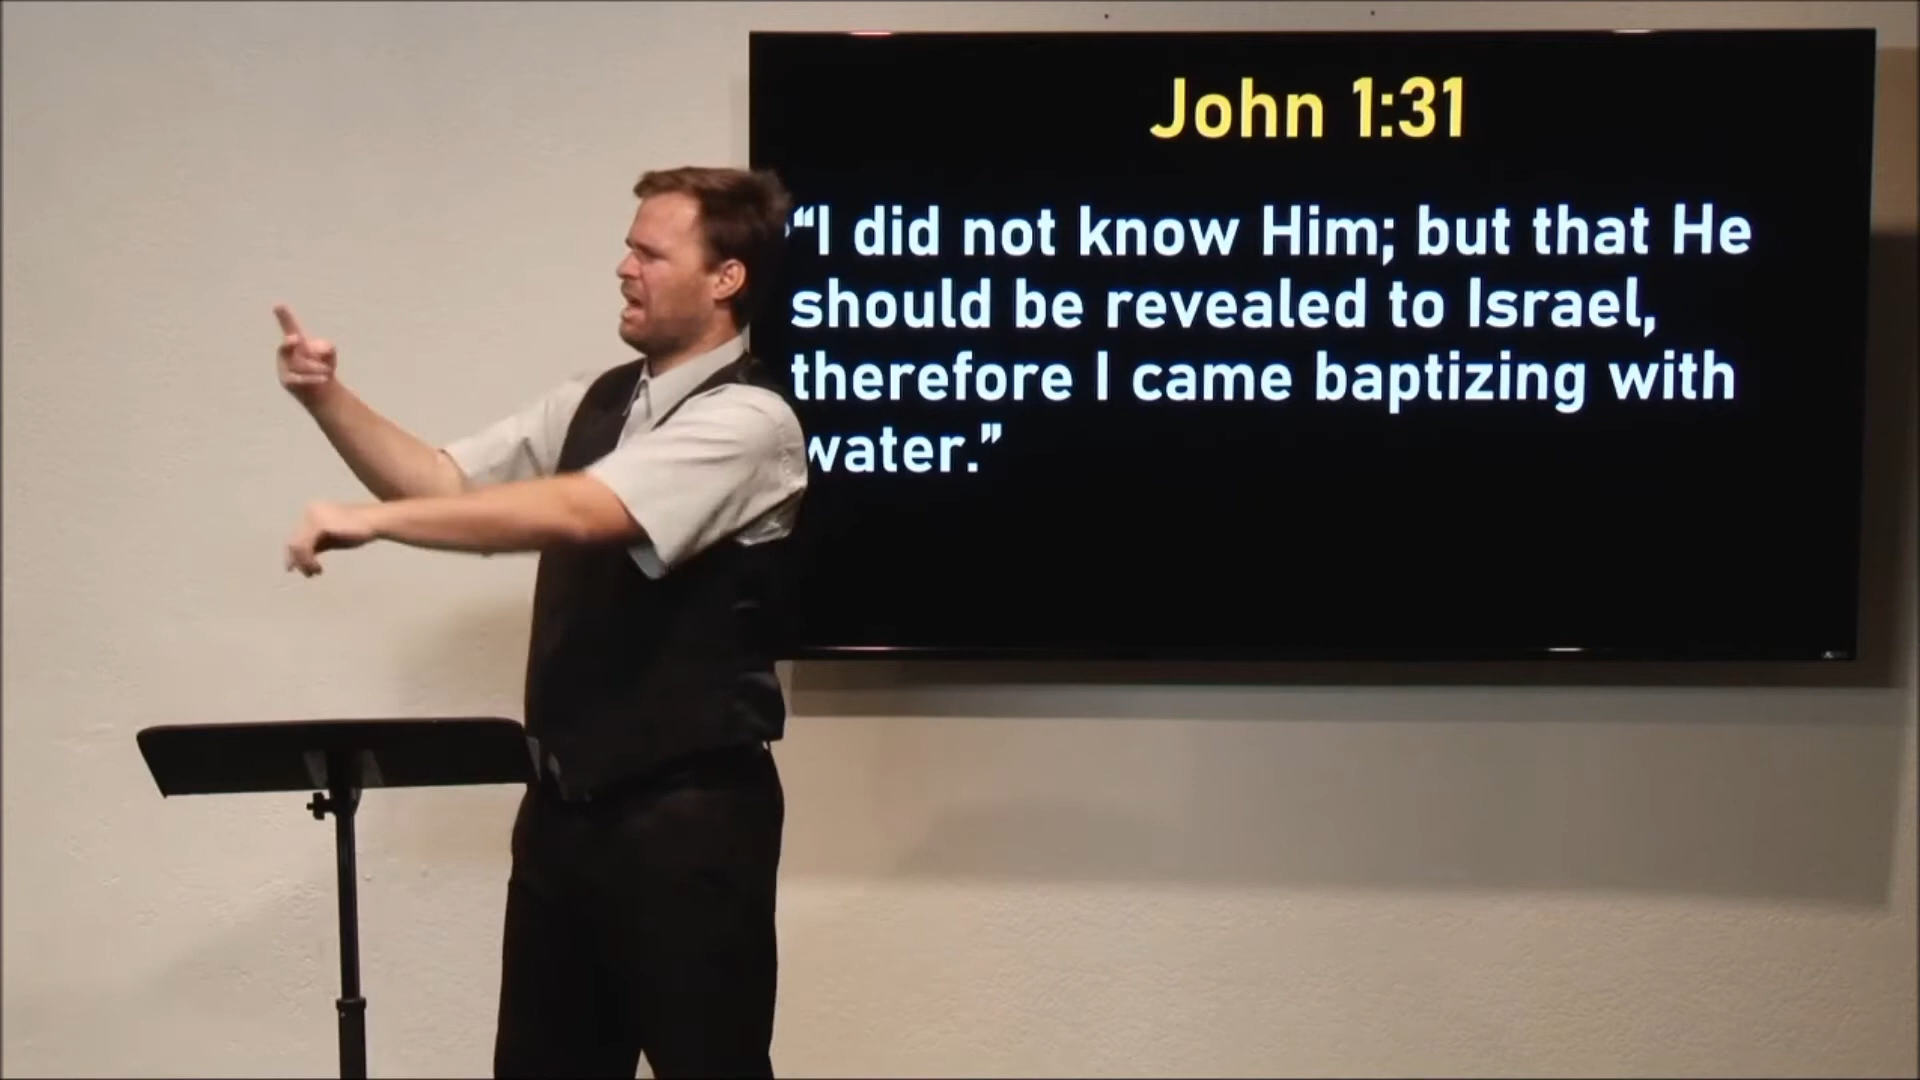 John 1:31
“I did not know Him; but that He
should be revealed to Israel,
therefore I came baptizing with
water.”